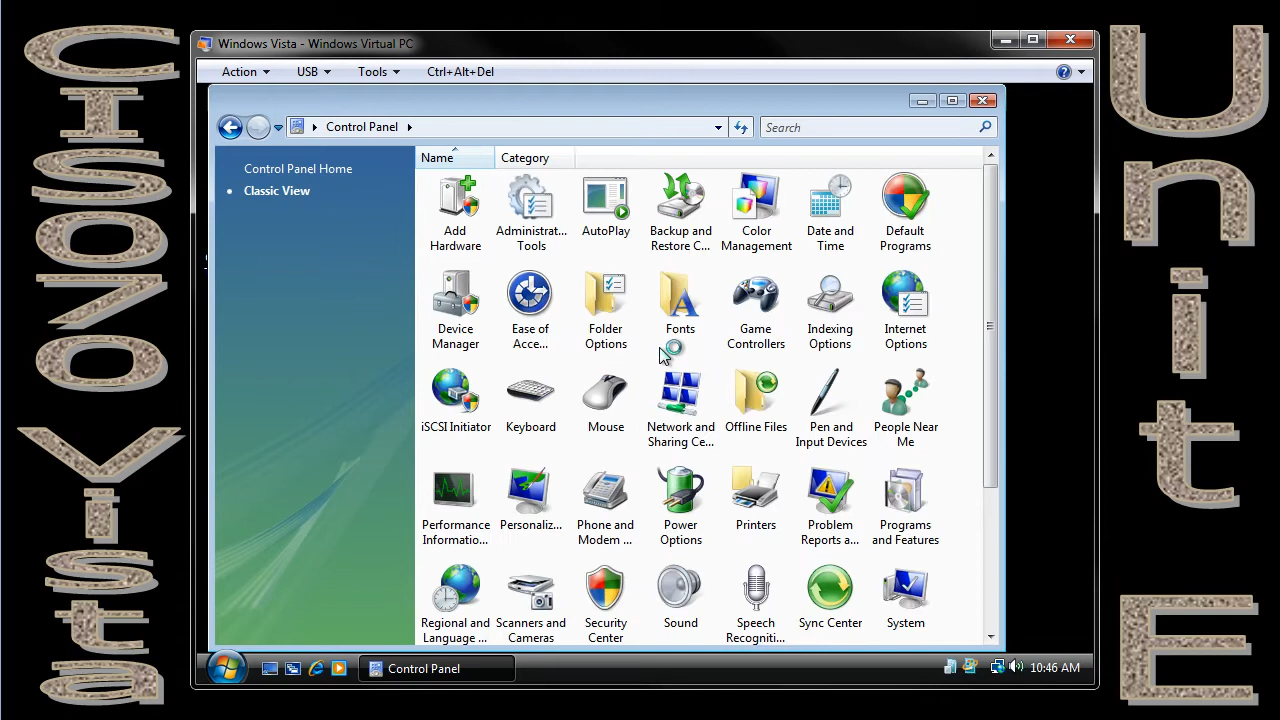 Cisono Vista
Windows Vista - Windows Virtual PC
Action
USB
Tools
Ctrl+Alt+Del
Control Panel
Search
Control Panel Home
Classic View
Name
Category
Add
Hardware
Administrat...
Tools
AutoPlay
Backup and
Restore C...
Color
Management
Date and
Time
Default
Programs
Device
Manager
Ease of
Acce...
Folder
Options
Fonts
Game
Controllers
Indexing
Options
Internet
Options
iSCSI Initiator
Keyboard
Mouse
Network and
Sharing Ce...
Offline Files
Pen and
Input Devices
People Near
Me
Performance
Informatio...
Personaliz...
Phone and
Modem ...
Power
Options
Printers
Problem
Reports a...
Programs
and Features
Regional and
Language ...
Scanners and
Cameras
Security
Center
Sound
Speech
Recogniti...
Sync Center
System
Control Panel
10:46 AM
Unit E